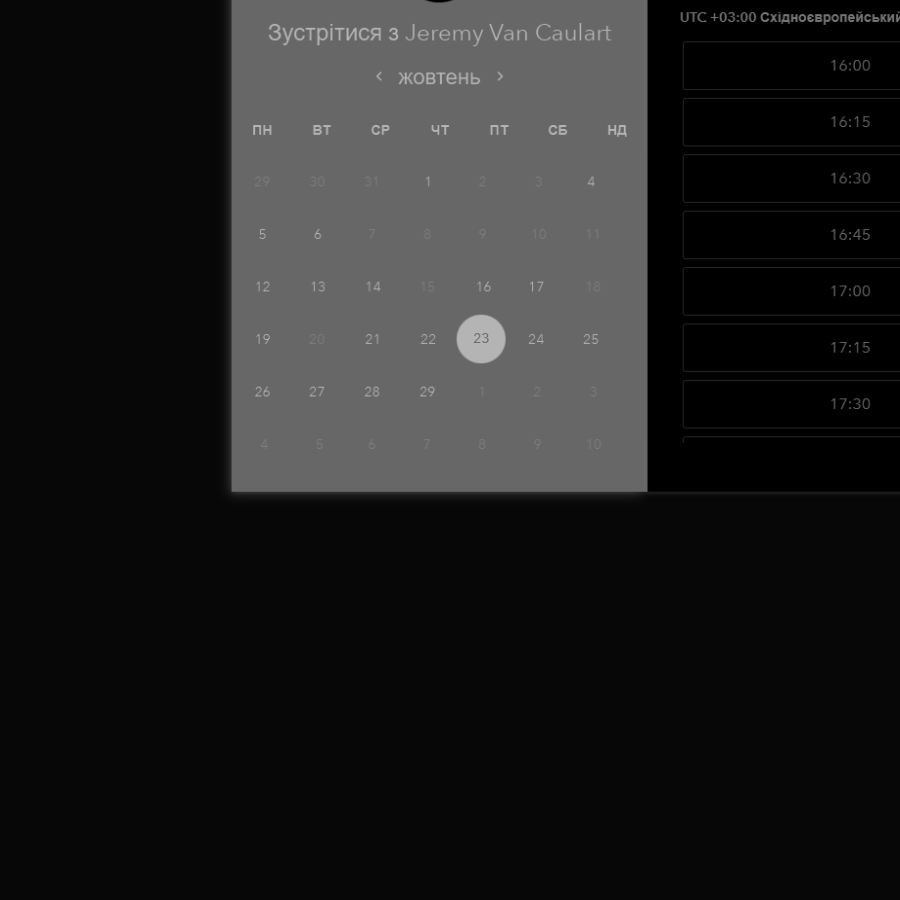 Зустрітися з Jeremy Van Caulart
жовтень
ПН ВТ СР ЧТ ПТ СБ НД
29 30 31 1 2 3 4
5 6 7 8 9 10 11
12 13 14 15 16 17 18
19 20 21 22 23 24 25
26 27 28 29 1 2 3
4 5 6 7 8 9 10
UTC +03:00 Східноєвропейський
16:00
16:15
16:30
16:45
17:00
17:15
17:30